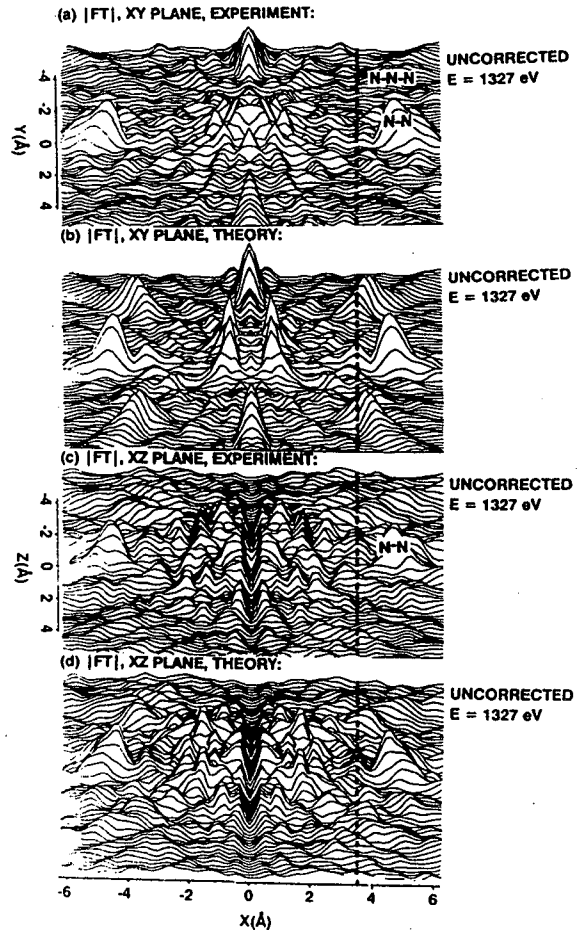 (a) |FT|, XY PLANE, EXPERIMENT:
UNCORRECTED
E = 1327 eV
N-N-N
N-N
-4
-2
0
2
4
Y(Å)
(b) |FT|, XY PLANE, THEORY:
UNCORRECTED
E = 1327 eV
(c) |FT|, XZ PLANE, EXPERIMENT:
UNCORRECTED
E = 1327 eV
N-N
-4
-2
0
2
4
Z(Å)
(d) |FT|, XZ PLANE, THEORY:
UNCORRECTED
E = 1327 eV
-6 -4 -2 0 2 4 6
X(Å)